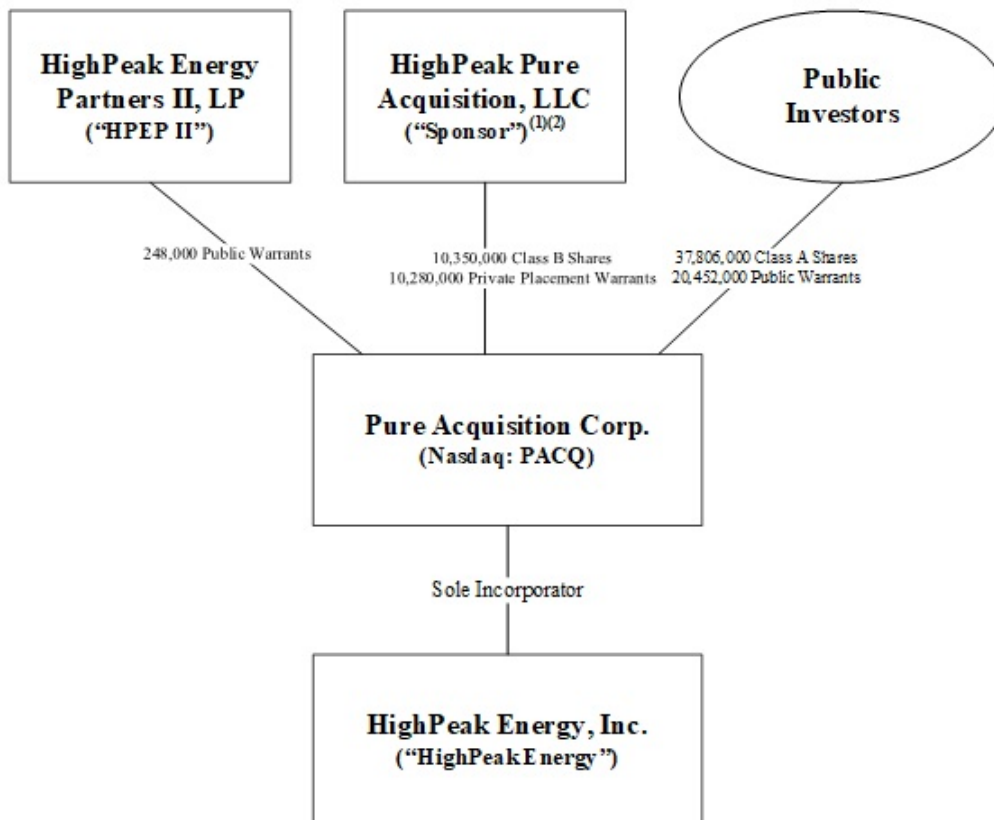 HighPeak Energy
Partners II, LP
(“HPEP II”)
HighPeak Pure
Acquisition, LLC
(“Sponsor”)(1)(2)
Public
Investors
248,000 Public Warrants
10,350,000 Class B Shares
10,280,000 Private Placement Warrants
37,806,000 Class A Shares
20,452,000 Public Warrants
Pure Acquisition Corp.
(Nasdaq: PACQ)
Sole Incorporator
HighPeak Energy, Inc.
(“HighPeak Energy”)